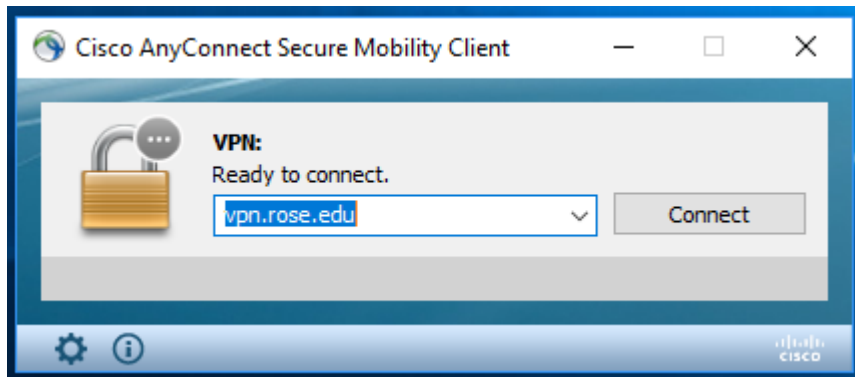 Cisco AnyConnect Secure Mobility Client
VPN:
Ready to connect.
vpn.rose.edu
Connect
CISCO